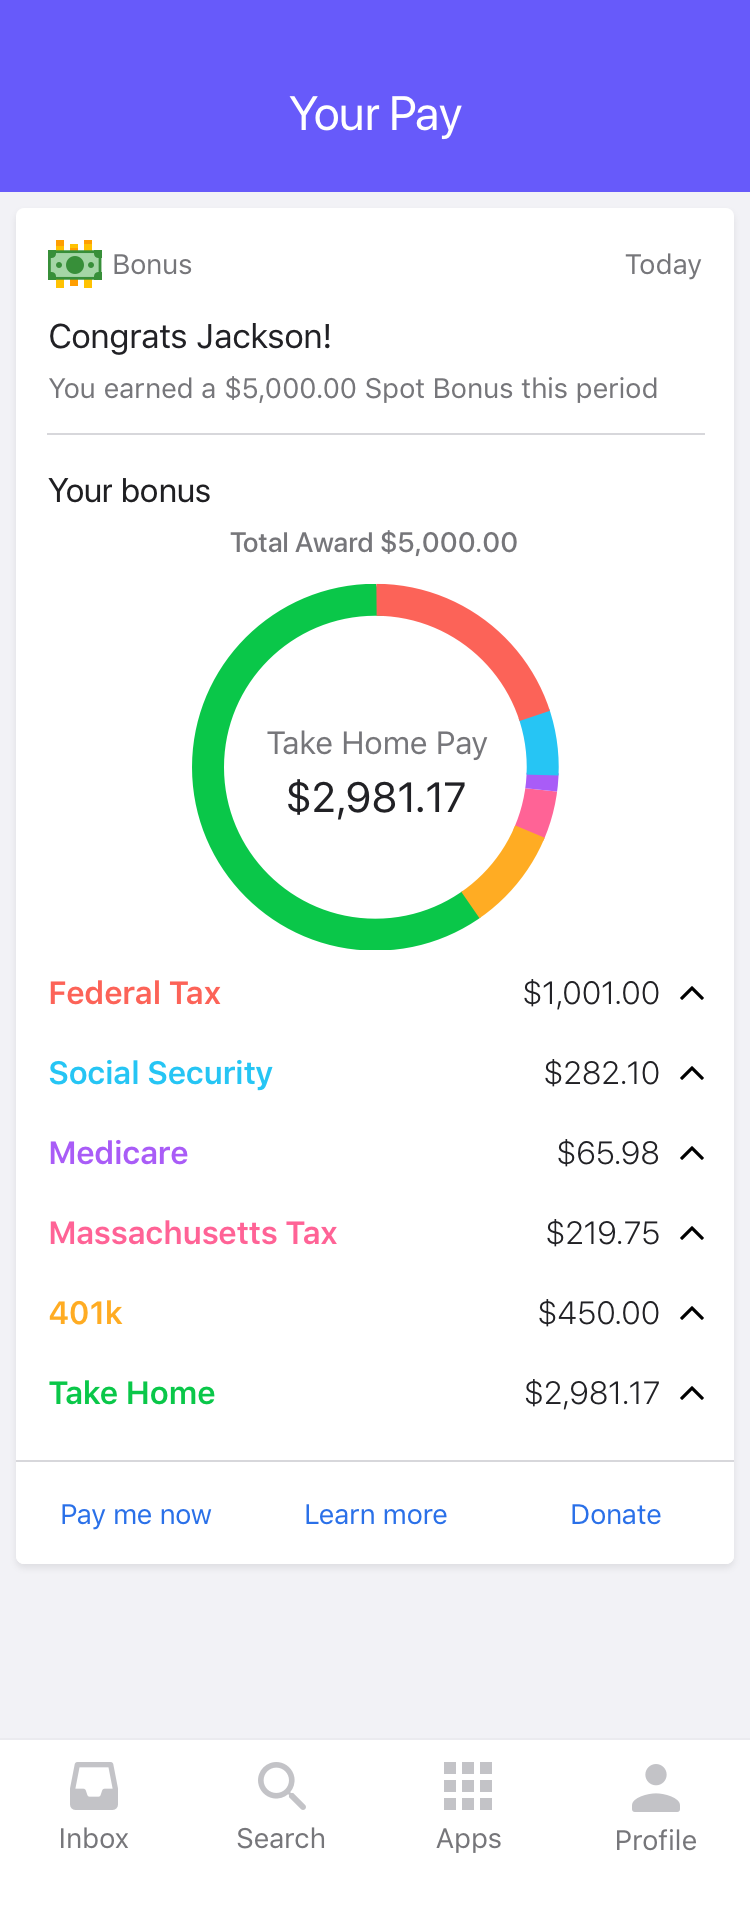 Your Pay
Bonus Today
Congrats Jackson!
You earned a $5,000.00 Spot Bonus this period
Your bonus
Total Award $5,000.00
Take Home Pay
$2,981.17
Federal Tax $1,001.00
Social Security $282.10
Medicare $65.98
Massachusetts Tax $219.75
401k $450.00
Take Home $2,981.17
Pay me now Learn more Donate
Inbox Search Apps Profile